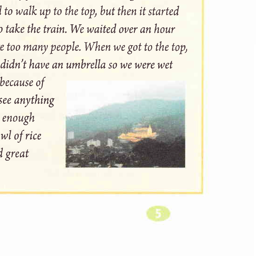 to walk up to the top, but then it started
to take the train. We waited over an hour
e too many people. When we got to the top,
didn't have an umbrella so we were wet
because of
see anything
enough
wl of rice
d great
5